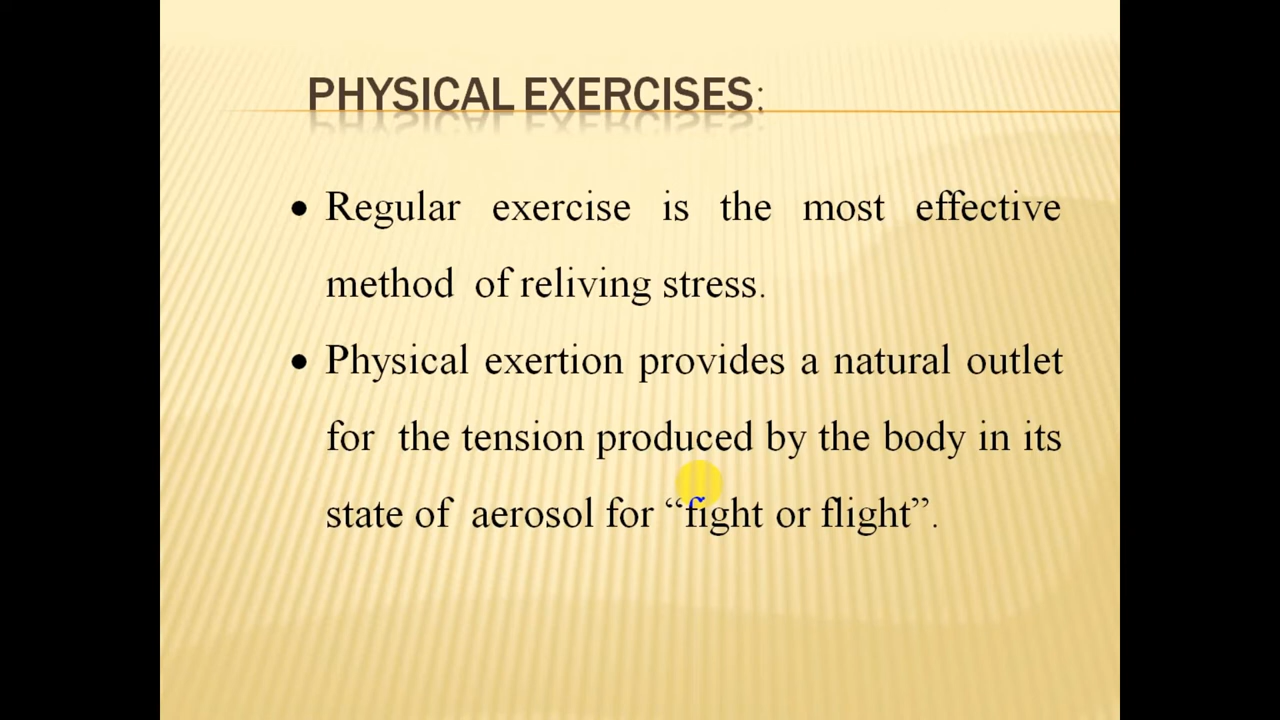 PHYSICAL EXERCISES:
• Regular exercise is the most effective
method of reliving stress.
• Physical exertion provides a natural outlet
for the tension produced by the body in its
state of aerosol for “fight or flight”.